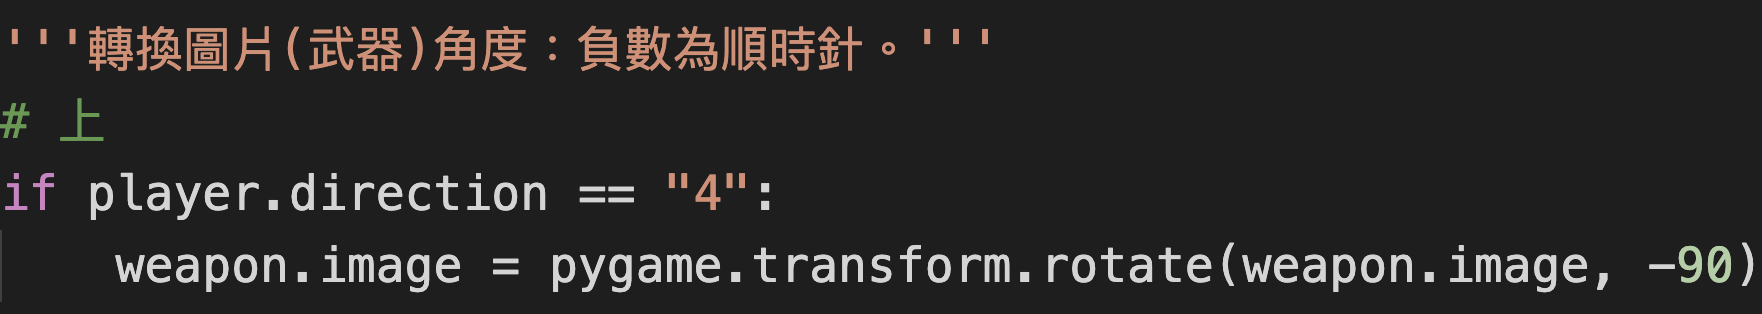 '''轉換圖片(武器)角度：負數為順時針。'''
# 上
if player.direction == "4":
    weapon.image = pygame.transform.rotate(weapon.image, -90)